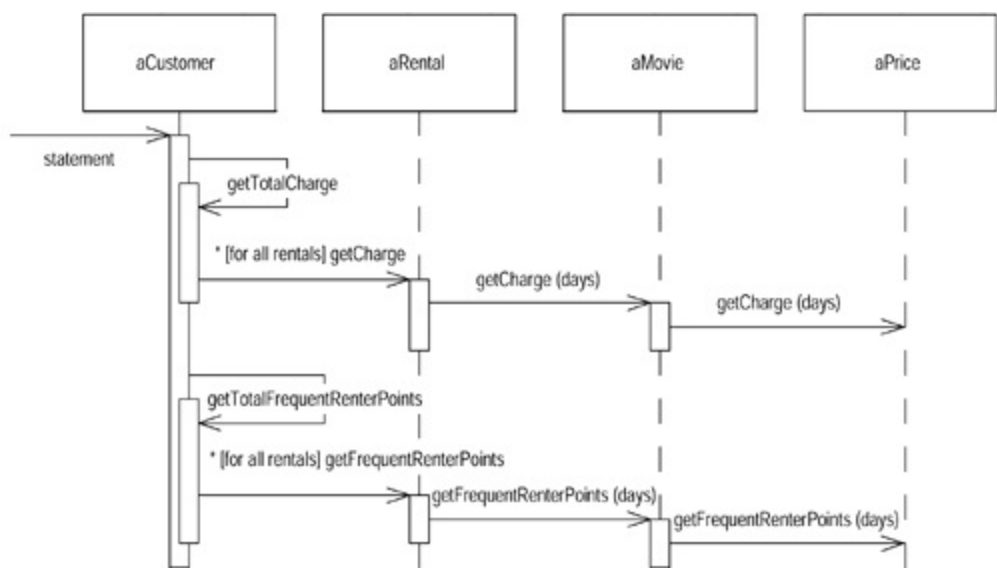 aCustomer
aRental
aMovie
aPrice
statement
getTotalCharge
* [for all rentals] getCharge
getCharge (days)
getCharge (days)
getTotalFrequentRenterPoints
* [for all rentals] getFrequentRenterPoints
getFrequentRenterPoints (days)
getFrequentRenterPoints (days)